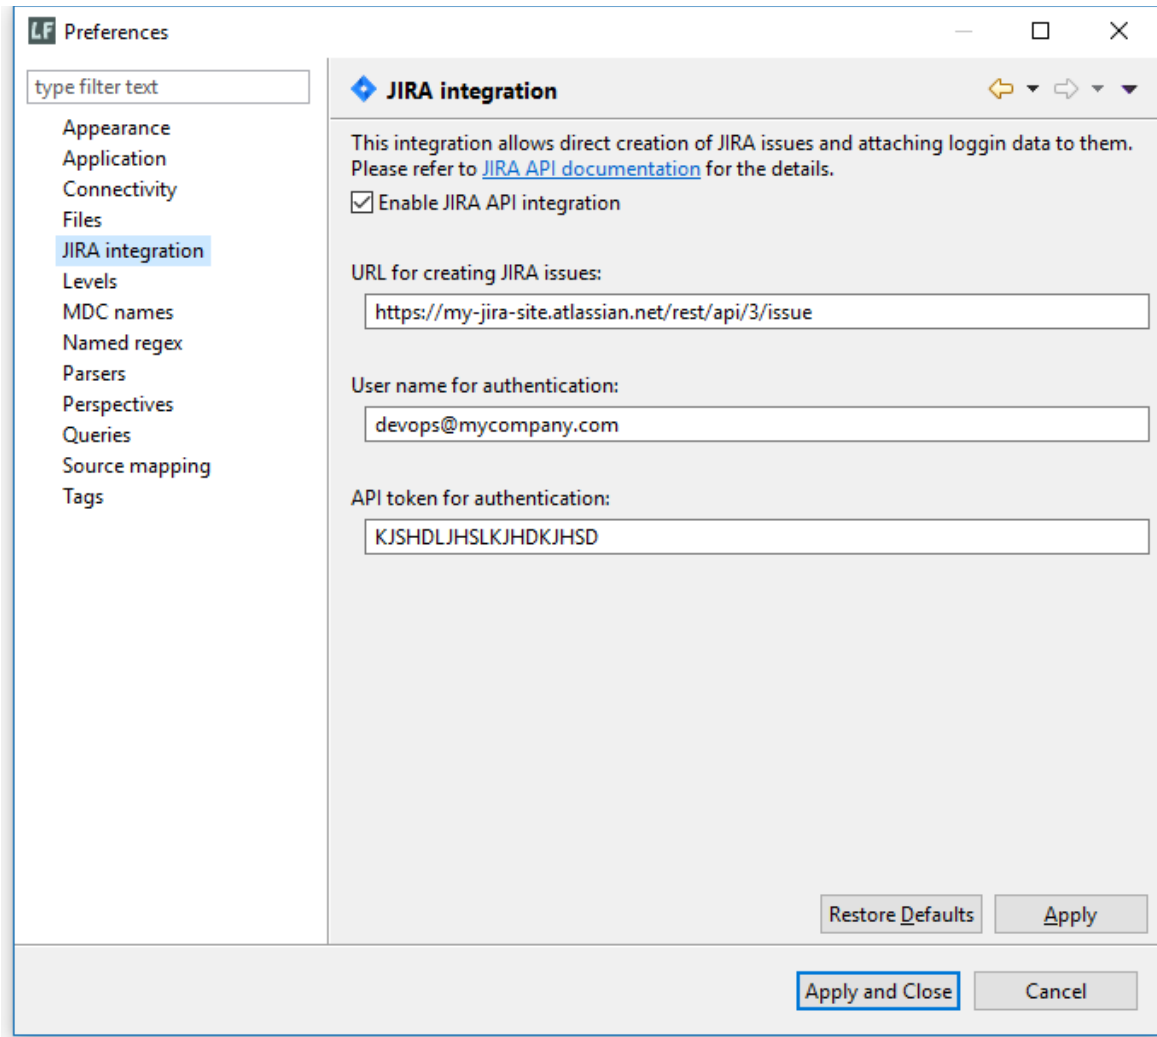 LF Preferences
type filter text
Appearance
Application
Connectivity
Files
JIRA integration
Levels
MDC names
Named regex
Parsers
Perspectives
Queries
Source mapping
Tags
JIRA integration
This integration allows direct creation of JIRA issues and attaching loggin data to them.
Please refer to JIRA API documentation for the details.
Enable JIRA API integration
URL for creating JIRA issues:
https://my-jira-site.atlassian.net/rest/api/3/issue
User name for authentication:
devops@mycompany.com
API token for authentication:
KJSHDLJHSLKJHDKJHSD
Restore Defaults
Apply
Apply and Close
Cancel